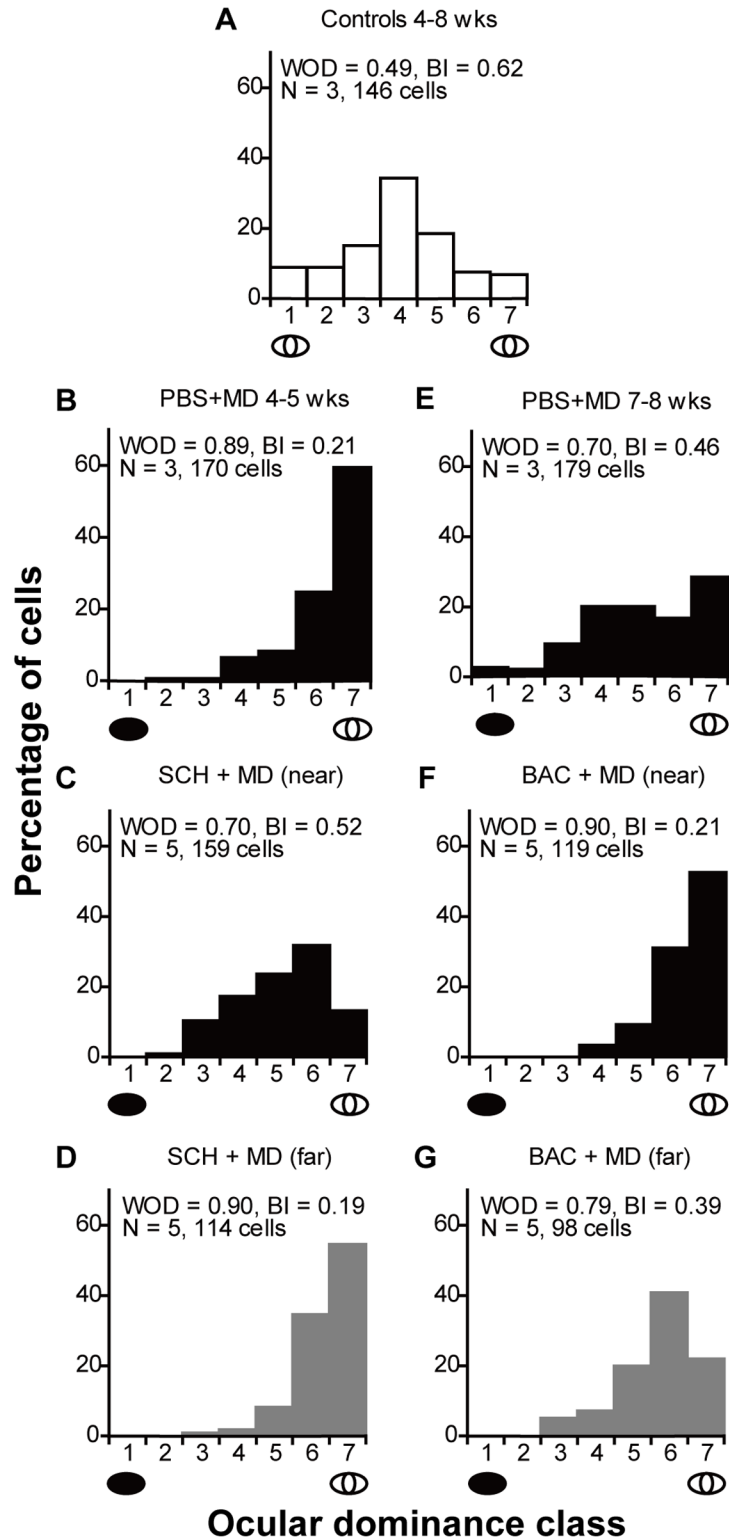 A Controls 4-8 wks
WOD = 0.49, BI = 0.62
N = 3, 146 cells
60
40
20
0
1 2 3 4 5 6 7
B PBS+MD 4-5 wks
WOD = 0.89, BI = 0.21
N = 3, 170 cells
60
40
20
0
1 2 3 4 5 6 7
E PBS+MD 7-8 wks
WOD = 0.70, BI = 0.46
N = 3, 179 cells
60
40
20
0
1 2 3 4 5 6 7
Percentage of cells
C SCH + MD (near)
WOD = 0.70, BI = 0.52
N = 5, 159 cells
60
40
20
0
1 2 3 4 5 6 7
F BAC + MD (near)
WOD = 0.90, BI = 0.21
N = 5, 119 cells
60
40
20
0
1 2 3 4 5 6 7
D SCH + MD (far)
WOD = 0.90, BI = 0.19
N = 5, 114 cells
60
40
20
0
1 2 3 4 5 6 7
G BAC + MD (far)
WOD = 0.79, BI = 0.39
N = 5, 98 cells
60
40
20
0
1 2 3 4 5 6 7
Ocular dominance class